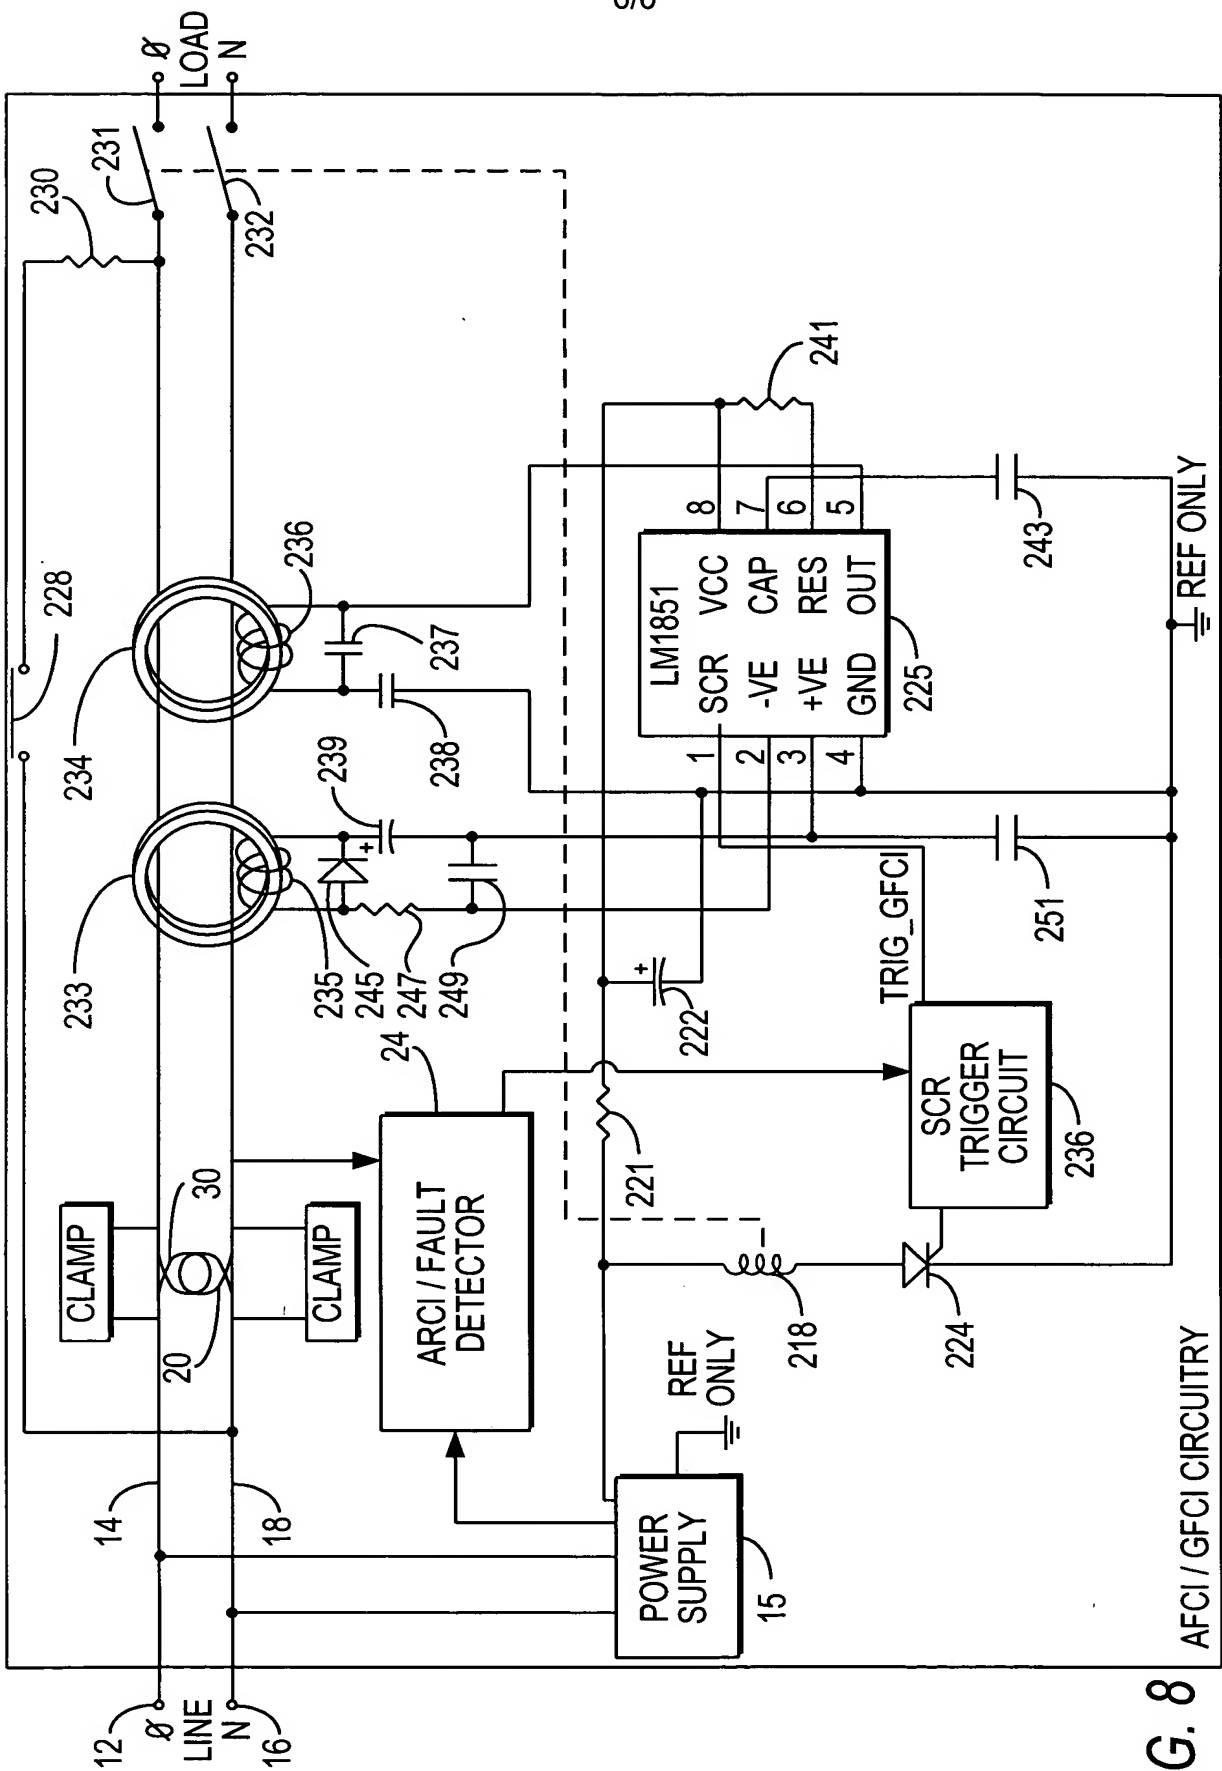 6/6
12
Ø
LINE
N
16
14
18
CLAMP
30
20
CLAMP
233
234
228
230
231
232
Ø
LOAD
N
235
245
247
249
239
236
237
238
24
ARCI / FAULT
DETECTOR
POWER
SUPPLY
15
REF
ONLY
221
222
218
224
SCR
TRIGGER
CIRCUIT
236
TRIG_GFCI
251
LM1851
SCR VCC
-VE CAP
+VE RES
GND OUT
1
2
3
4
8
7
6
5
225
241
243
REF ONLY
+
+
AFCI / GFCI CIRCUITRY
G. 8